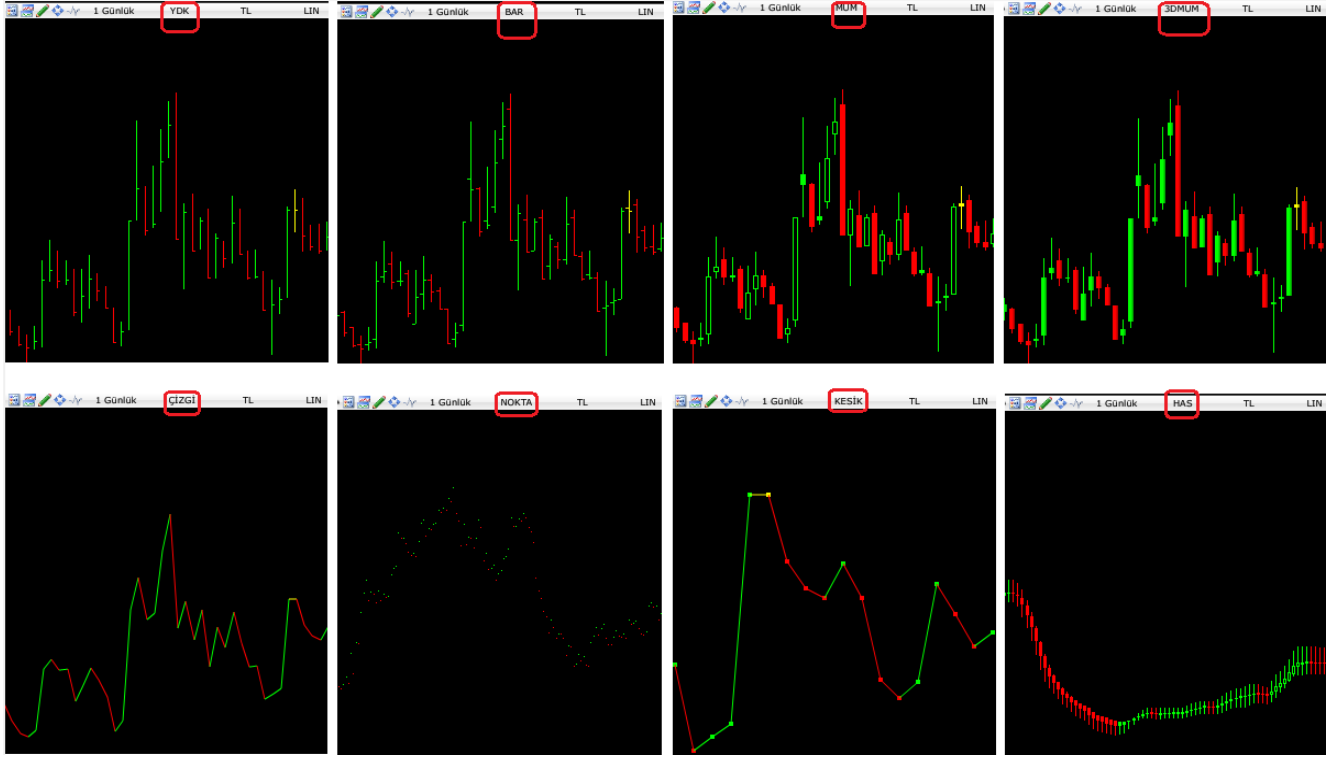 1 Günlük YDK TL LIN
1 Günlük BAR TL LIN
1 Günlük MUM TL LIN
1 Günlük 3DMUM TL LIN
1 Günlük ÇİZGİ TL LIN
1 Günlük NOKTA TL LIN
1 Günlük KESİK TL LIN
1 Günlük HAS TL LIN